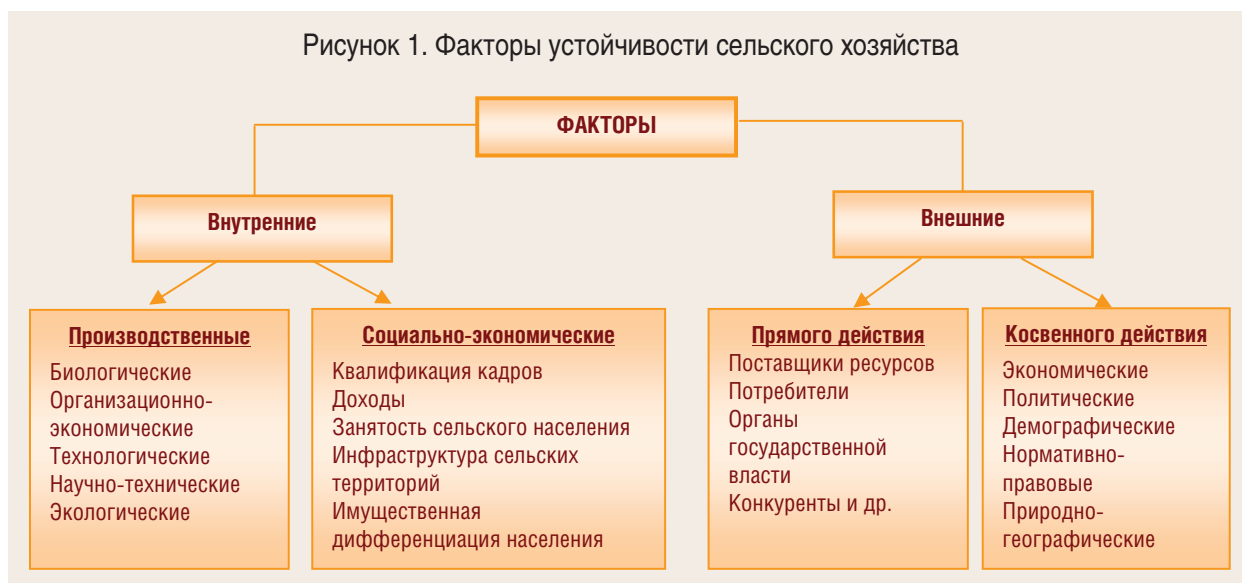 Рисунок 1. Факторы устойчивости сельского хозяйства
ФАКТОРЫ
Внутренние
Внешние
Производственные
Биологические
Организационно-
экономические
Технологические
Научно-технические
Экологические
Социально-экономические
Квалификация кадров
Доходы
Занятость сельского населения
Инфраструктура сельских
территорий
Имущественная
дифференциация населения
Прямого действия
Поставщики ресурсов
Потребители
Органы
государственной
власти
Конкуренты и др.
Косвенного действия
Экономические
Политические
Демографические
Нормативно-
правовые
Природно-
географические